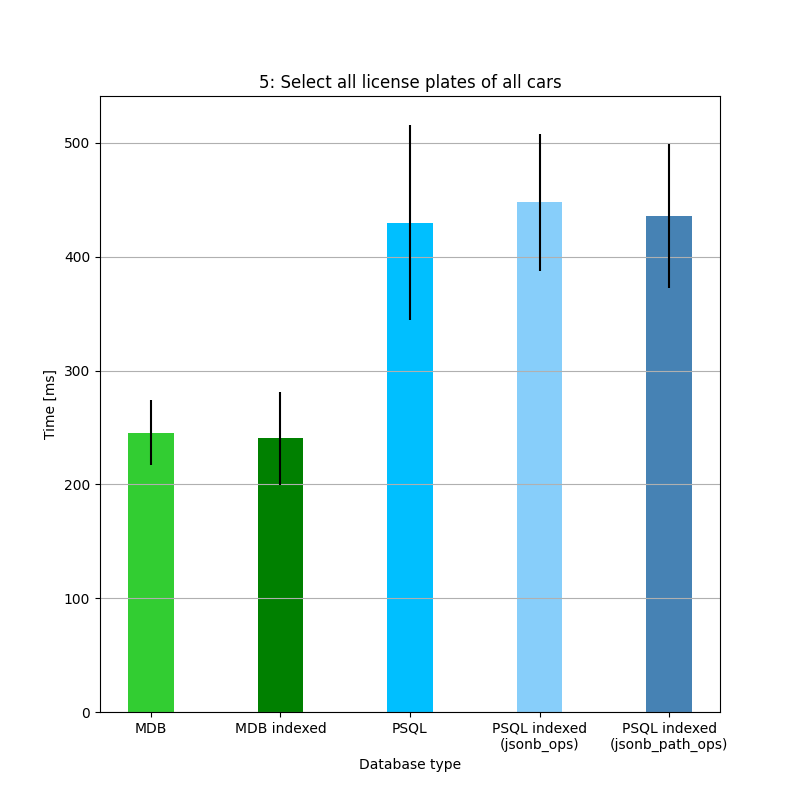 5: Select all license plates of all cars
Time [ms]
500
400
300
200
100
0
MDB
MDB indexed
PSQL
PSQL indexed
(jsonb_ops)
PSQL indexed
(jsonb_path_ops)
Database type